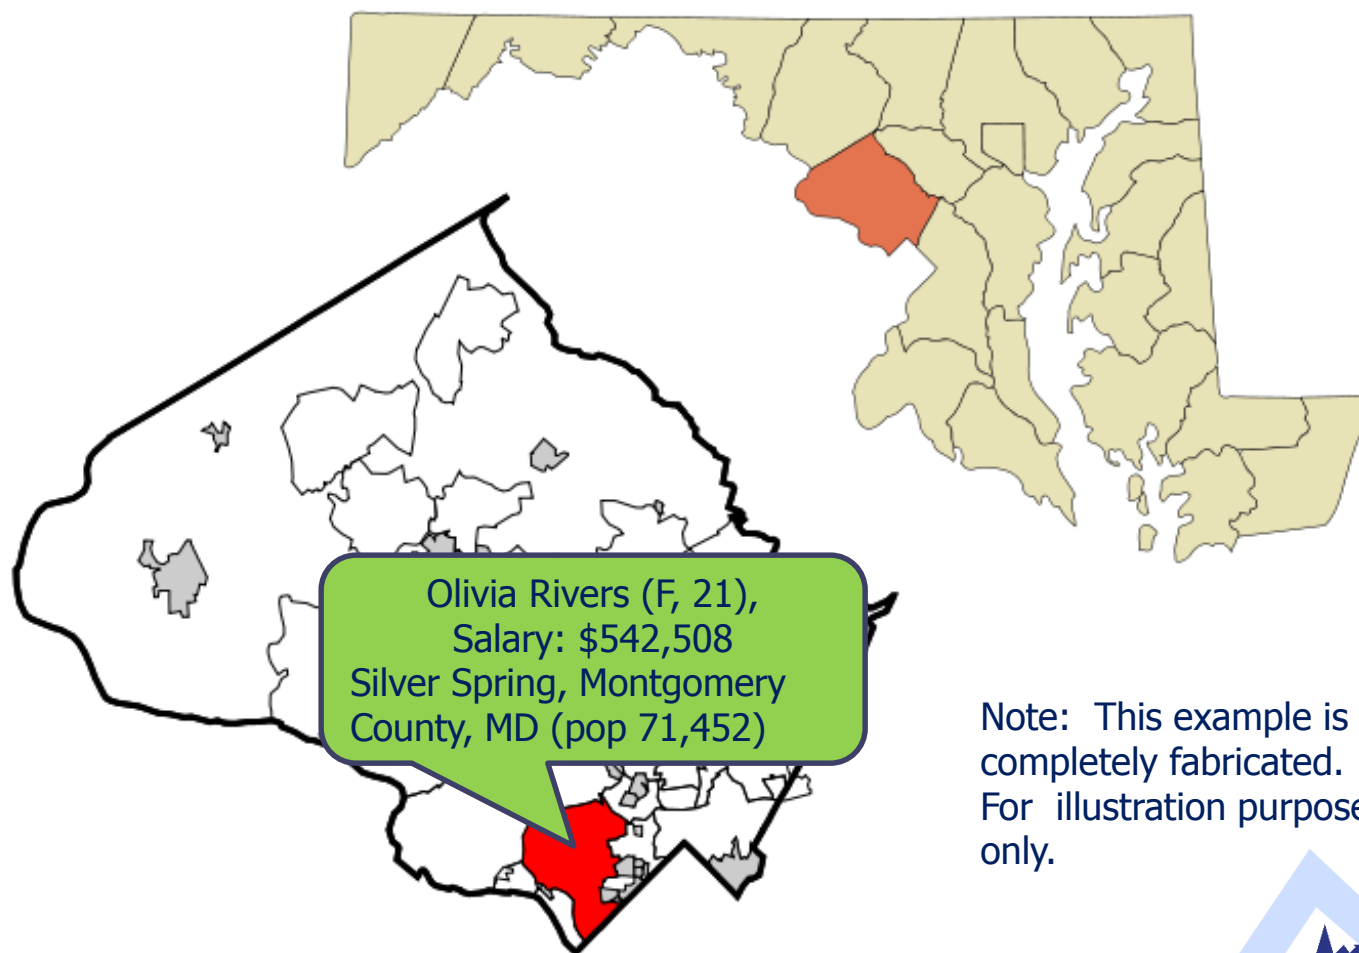 Olivia Rivers (F, 21),
Salary: $542,508
Silver Spring, Montgomery
County, MD (pop 71,452)
Note: This example is
completely fabricated.
For illustration purpose
only.